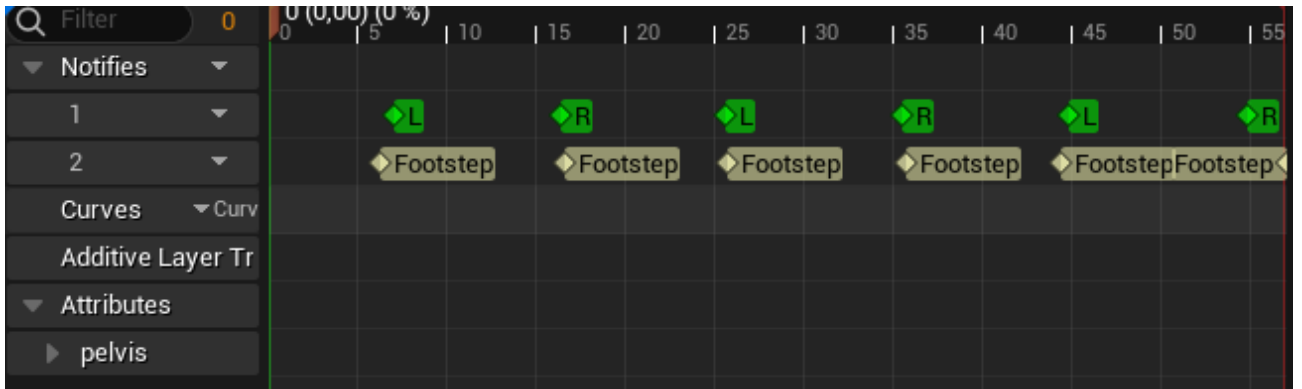 Filter 0 0 (0,00) (0 %)
0 5 10 15 20 25 30 35 40 45 50 55
Notifies
1 L R L R L R
2 Footstep Footstep Footstep Footstep Footstep Footstep
Curves Curv
Additive Layer Tr
Attributes
pelvis